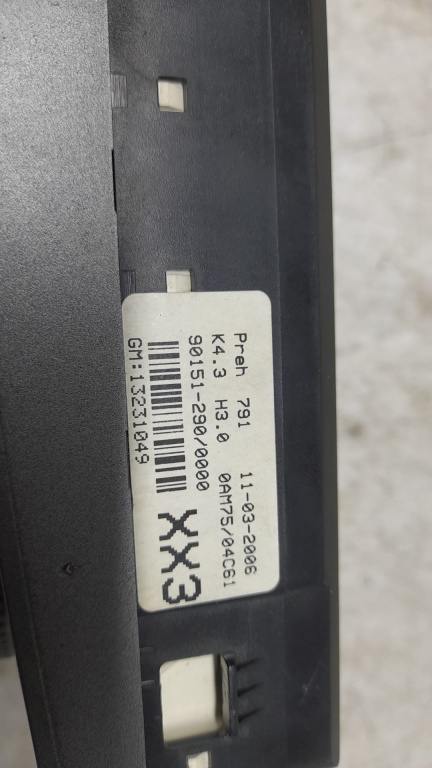 Preh 791 11-03-2006
K4.3 H3.0 0AM75/04C61
90151-290/0000
XX3
GM:13231049